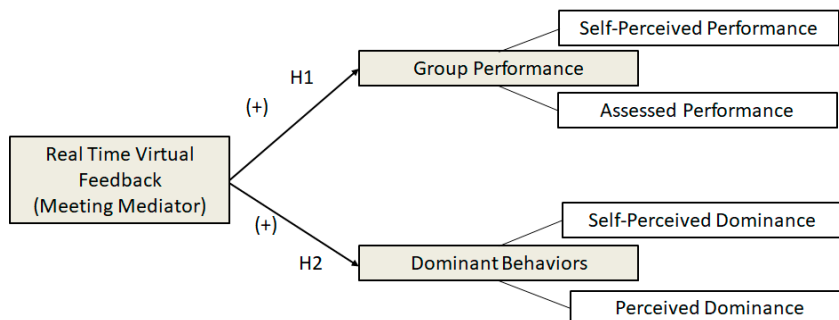 Self-Perceived Performance
H1
Group Performance
(+)
Assessed Performance
Real Time Virtual
Feedback
(Meeting Mediator)
Self-Perceived Dominance
(+)
H2
Dominant Behaviors
Perceived Dominance